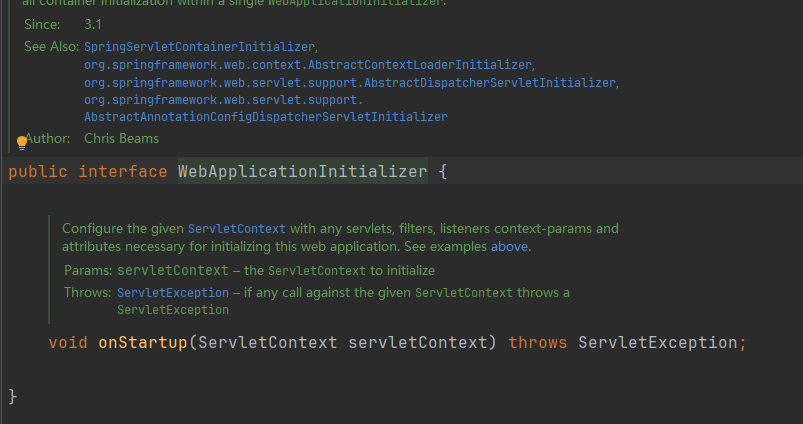 all container initialization within a single WebApplicationInitializer.
Since: 3.1
See Also: SpringServletContainerInitializer,
org.springframework.web.context.AbstractContextLoaderInitializer,
org.springframework.web.servlet.support.AbstractDispatcherServletInitializer,
org.springframework.web.servlet.support.
AbstractAnnotationConfigDispatcherServletInitializer
Author: Chris Beams
public interface WebApplicationInitializer {
Configure the given ServletContext with any servlets, filters, listeners context-params and
attributes necessary for initializing this web application. See examples above.
Params: servletContext – the ServletContext to initialize
Throws: ServletException – if any call against the given ServletContext throws a
ServletException
void onStartup(ServletContext servletContext) throws ServletException;
}